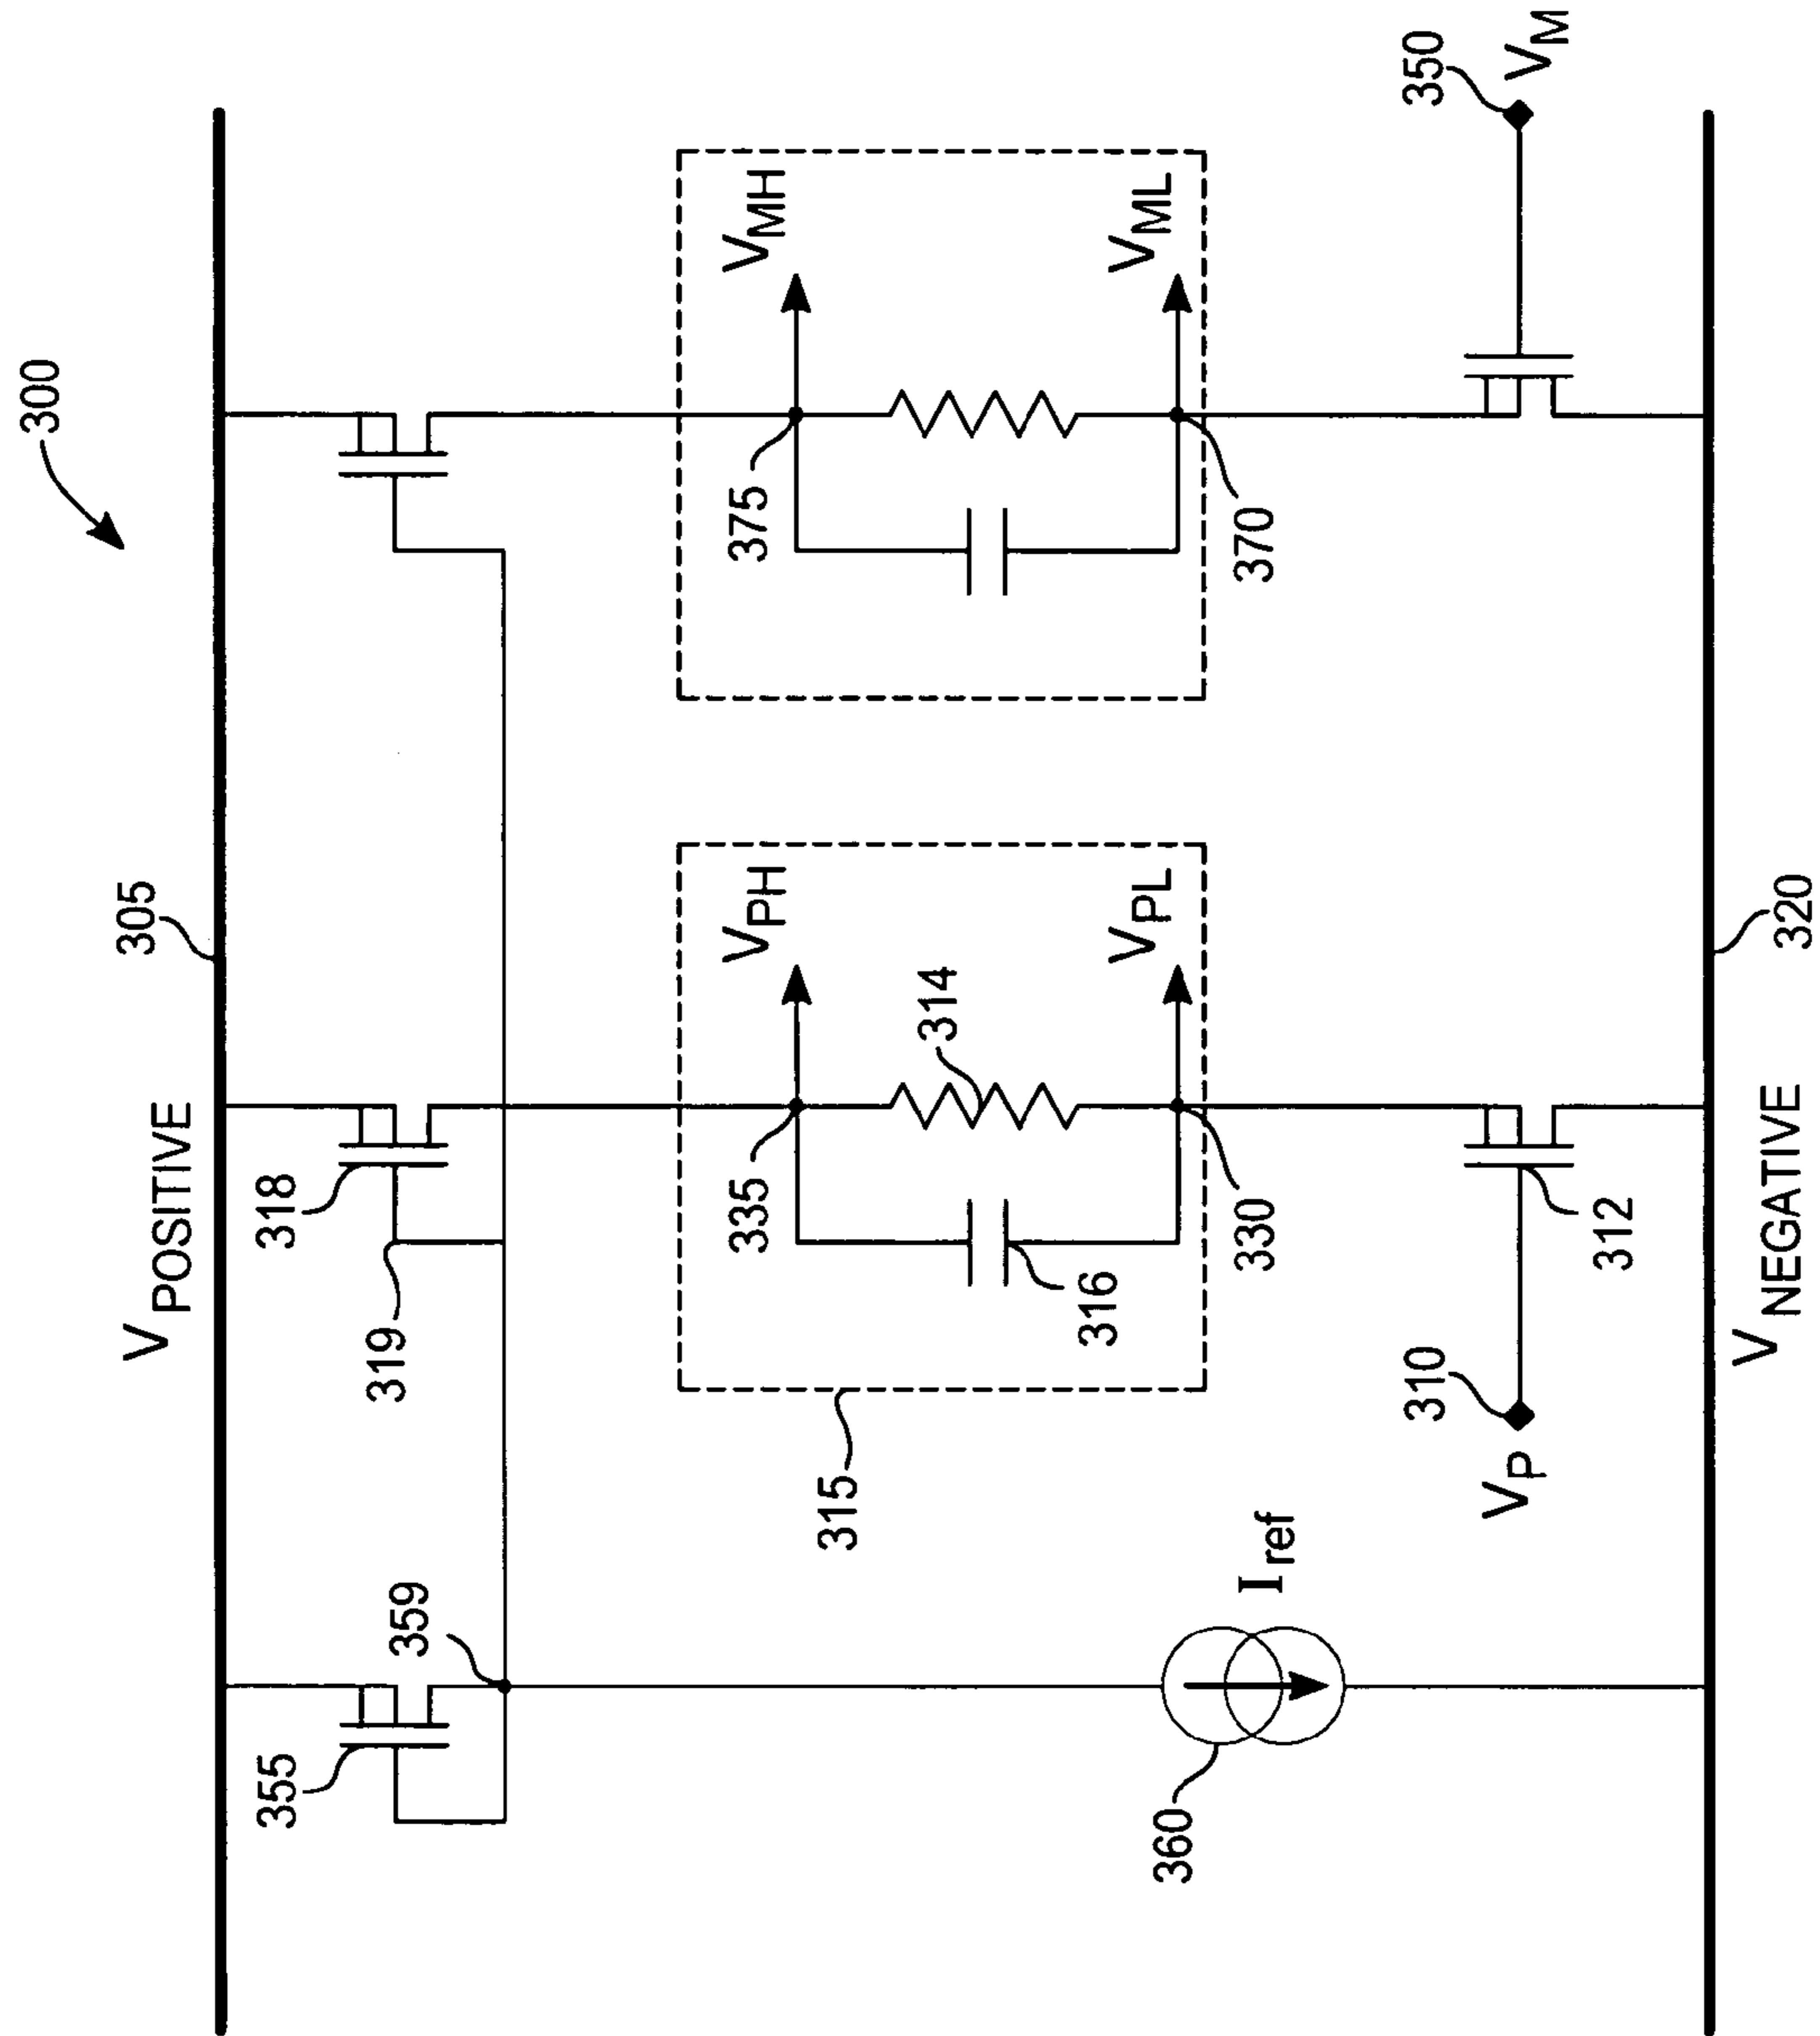 300
V_POSITIVE
305
355
359
318
319
V_PH
335
314
316
V_PL
330
315
V_MH
375
V_ML
370
360
I_ref
V_P
310
312
350
V_M
V_NEGATIVE
320